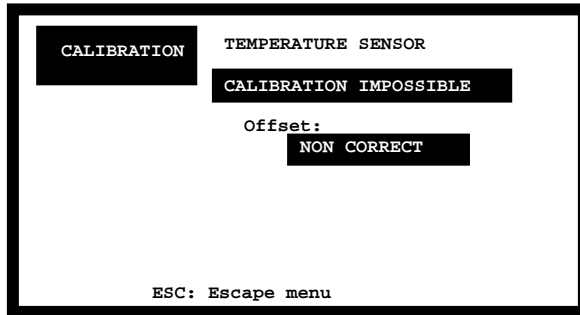 CALIBRATION
TEMPERATURE SENSOR
CALIBRATION IMPOSSIBLE
Offset:
NON CORRECT
ESC: Escape menu